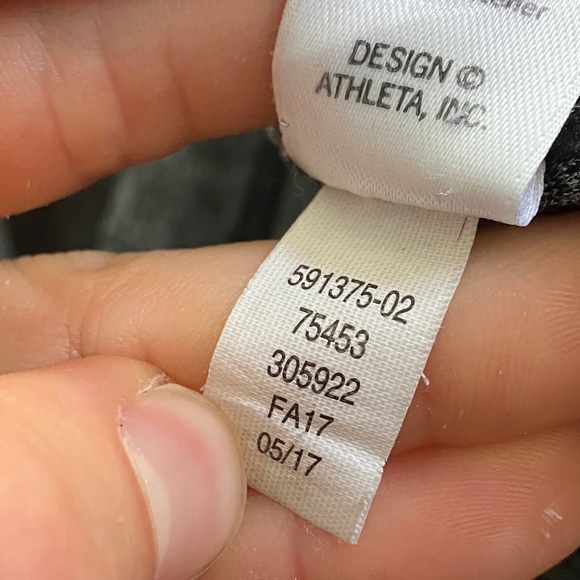 DESIGN ©
ATHLETA, INC.
591375-02
75453
305922
FA17
05/17